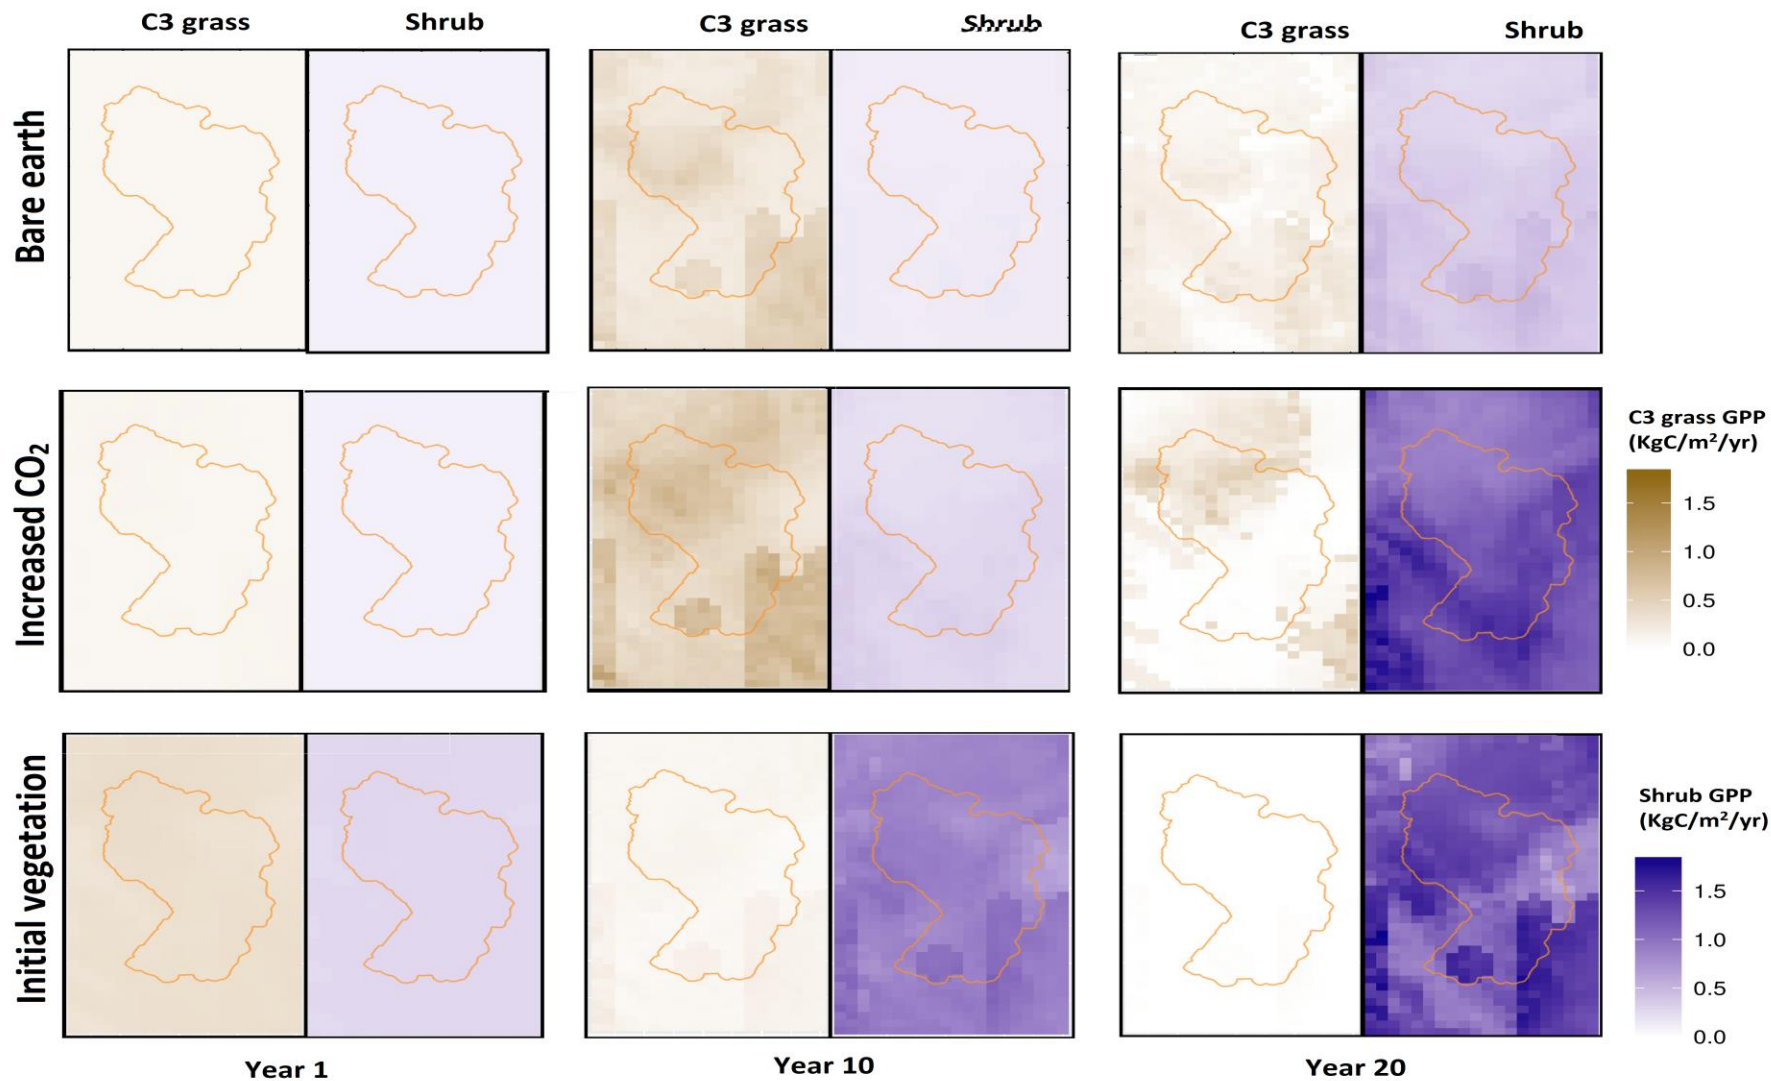 C3 grass Shrub C3 grass Shrub C3 grass Shrub
Bare earth
Increased CO₂
Initial vegetation
C3 grass GPP
(KgC/m²/yr)
1.5
1.0
0.5
0.0
Shrub GPP
(KgC/m²/yr)
1.5
1.0
0.5
0.0
Year 1 Year 10 Year 20